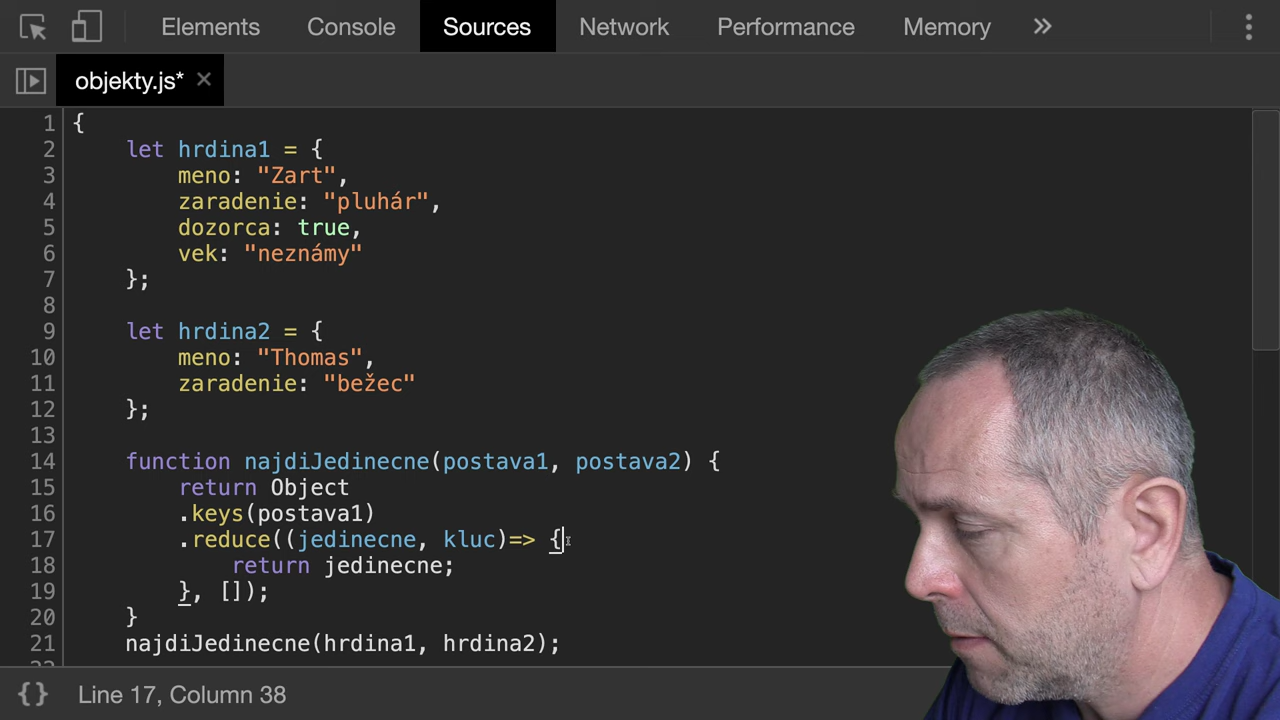 Elements Console Sources Network Performance Memory »
objekty.js* ×
1 {
2 let hrdina1 = {
3 meno: "Zart",
4 zaradenie: "pluhár",
5 dozorca: true,
6 vek: "neznámy"
7 };
8
9 let hrdina2 = {
10 meno: "Thomas",
11 zaradenie: "bežec"
12 };
13
14 function najdiJedinecne(postava1, postava2) {
15 return Object
16 .keys(postava1)
17 .reduce((jedinecne, kluc)=> {
18 return jedinecne;
19 }, []);
20 }
21 najdiJedinecne(hrdina1, hrdina2);
{} Line 17, Column 38